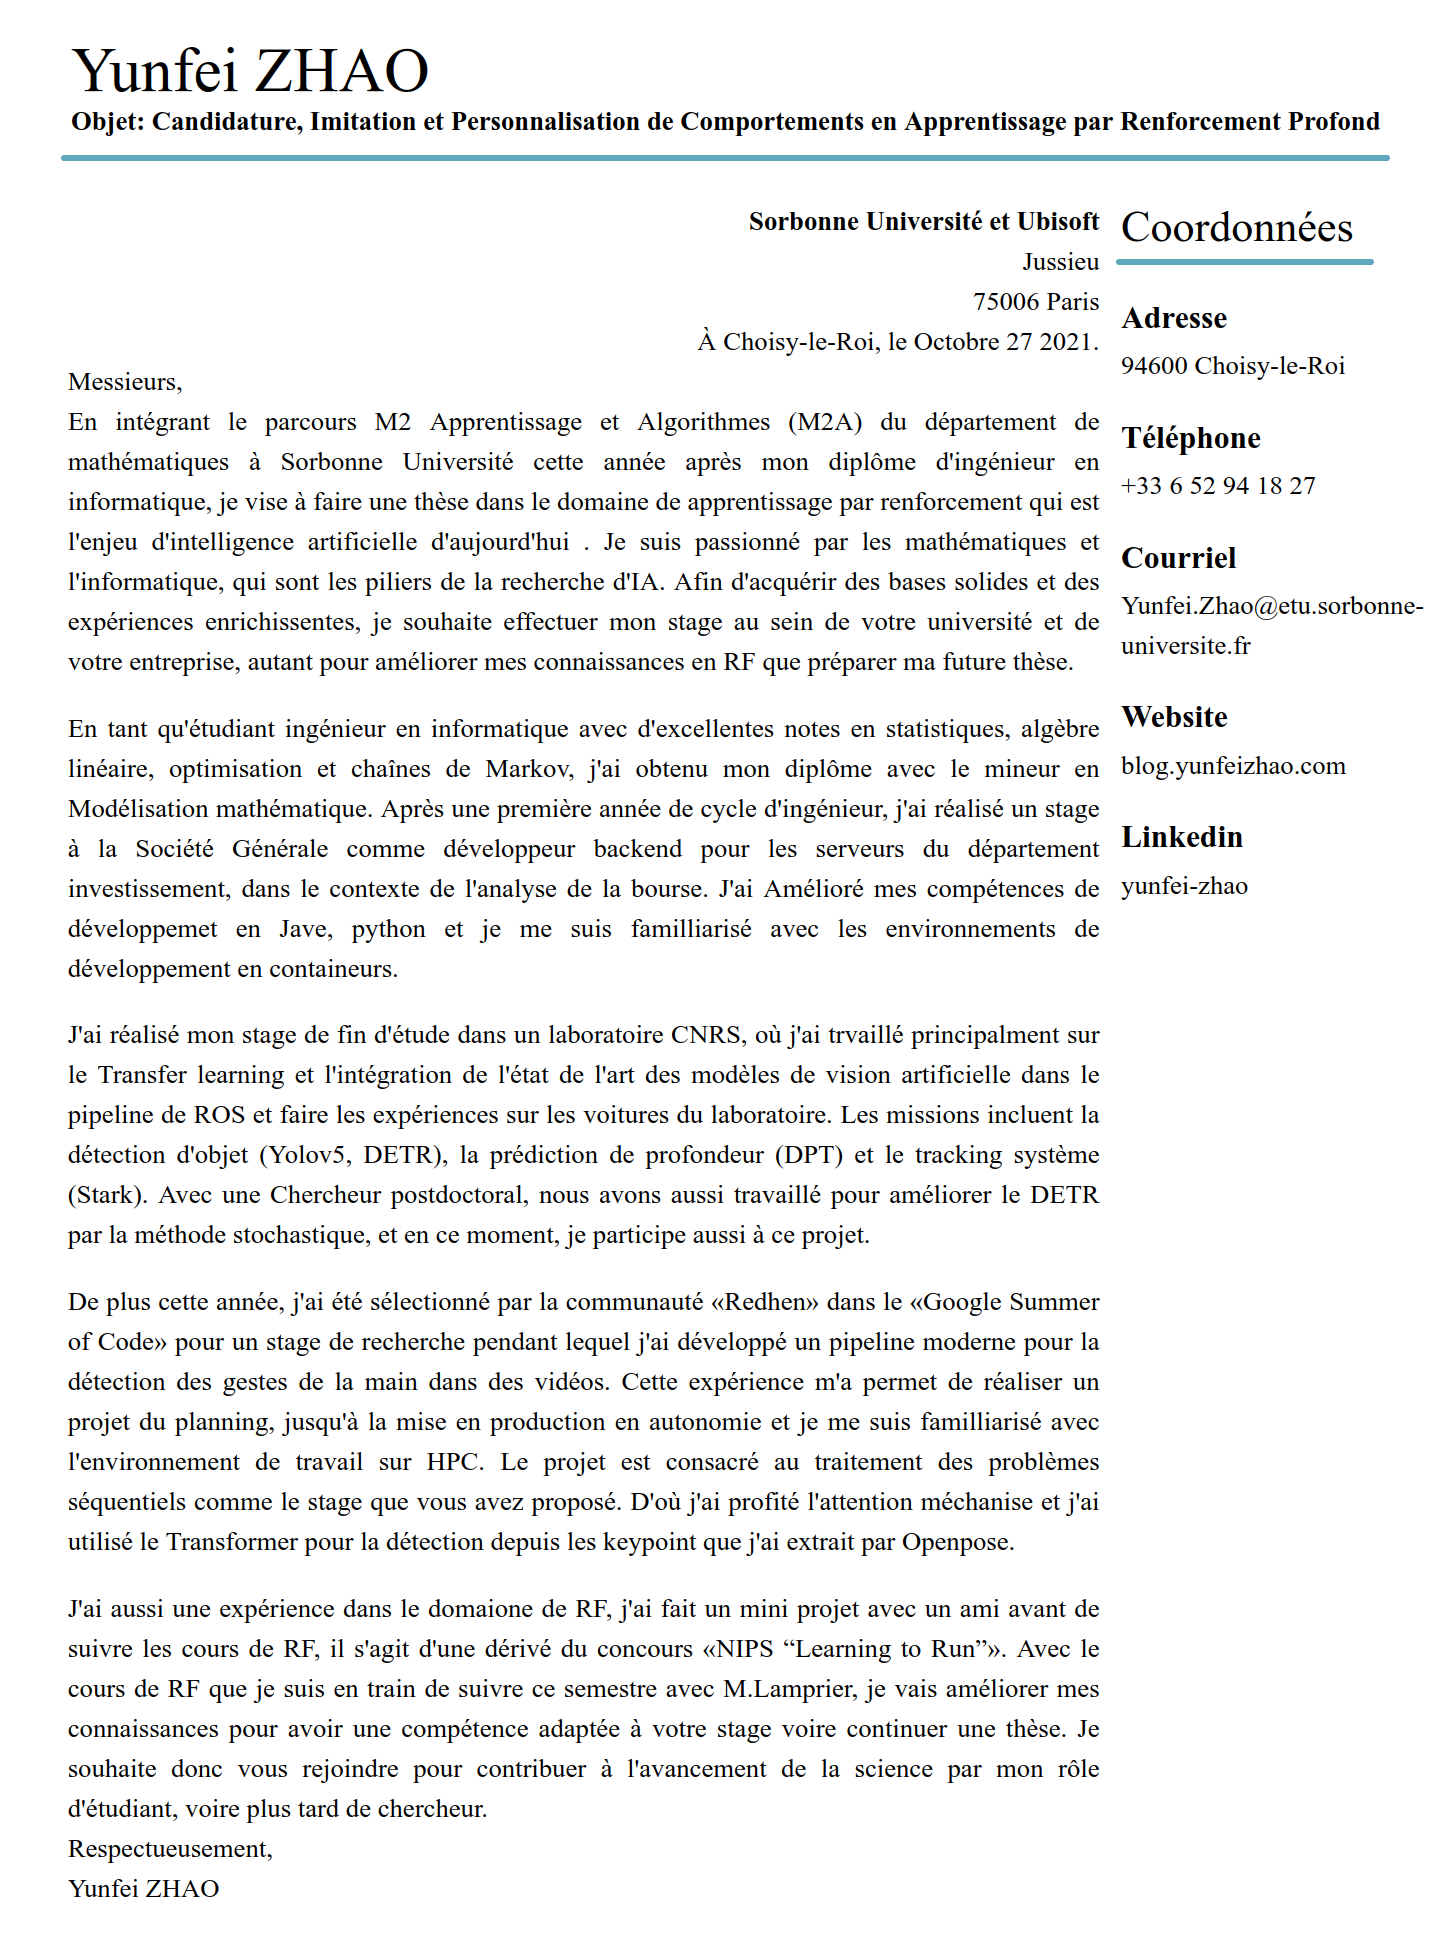 Yunfei ZHAO
Objet: Candidature, Imitation et Personnalisation de Comportements en Apprentissage par Renforcement Profond
Sorbonne Université et Ubisoft
Jussieu
75006 Paris
À Choisy-le-Roi, le Octobre 27 2021.
Messieurs,
En intégrant le parcours M2 Apprentissage et Algorithmes (M2A) du département de
mathématiques à Sorbonne Université cette année après mon diplôme d'ingénieur en
informatique, je vise à faire une thèse dans le domaine de apprentissage par renforcement qui est
l'enjeu d'intelligence artificielle d'aujourd'hui . Je suis passionné par les mathématiques et
l'informatique, qui sont les piliers de la recherche d'IA. Afin d'acquérir des bases solides et des
expériences enrichissentes, je souhaite effectuer mon stage au sein de votre université et de
votre entreprise, autant pour améliorer mes connaissances en RF que préparer ma future thèse.
En tant qu'étudiant ingénieur en informatique avec d'excellentes notes en statistiques, algèbre
linéaire, optimisation et chaînes de Markov, j'ai obtenu mon diplôme avec le mineur en
Modélisation mathématique. Après une première année de cycle d'ingénieur, j'ai réalisé un stage
à la Société Générale comme développeur backend pour les serveurs du département
investissement, dans le contexte de l'analyse de la bourse. J'ai Amélioré mes compétences de
développemet en Jave, python et je me suis familliarisé avec les environnements de
développement en containeurs.
J'ai réalisé mon stage de fin d'étude dans un laboratoire CNRS, où j'ai trvaillé principalment sur
le Transfer learning et l'intégration de l'état de l'art des modèles de vision artificielle dans le
pipeline de ROS et faire les expériences sur les voitures du laboratoire. Les missions incluent la
détection d'objet (Yolov5, DETR), la prédiction de profondeur (DPT) et le tracking système
(Stark). Avec une Chercheur postdoctoral, nous avons aussi travaillé pour améliorer le DETR
par la méthode stochastique, et en ce moment, je participe aussi à ce projet.
De plus cette année, j'ai été sélectionné par la communauté «Redhen» dans le «Google Summer
of Code» pour un stage de recherche pendant lequel j'ai développé un pipeline moderne pour la
détection des gestes de la main dans des vidéos. Cette expérience m'a permet de réaliser un
projet du planning, jusqu'à la mise en production en autonomie et je me suis familliarisé avec
l'environnement de travail sur HPC. Le projet est consacré au traitement des problèmes
séquentiels comme le stage que vous avez proposé. D'où j'ai profité l'attention méchanise et j'ai
utilisé le Transformer pour la détection depuis les keypoint que j'ai extrait par Openpose.
J'ai aussi une expérience dans le domaione de RF, j'ai fait un mini projet avec un ami avant de
suivre les cours de RF, il s'agit d'une dérivé du concours «NIPS “Learning to Run”». Avec le
cours de RF que je suis en train de suivre ce semestre avec M.Lamprier, je vais améliorer mes
connaissances pour avoir une compétence adaptée à votre stage voire continuer une thèse. Je
souhaite donc vous rejoindre pour contribuer à l'avancement de la science par mon rôle
d'étudiant, voire plus tard de chercheur.
Respectueusement,
Yunfei ZHAO
Coordonnées
Adresse
94600 Choisy-le-Roi
Téléphone
+33 6 52 94 18 27
Courriel
Yunfei.Zhao@etu.sorbonne-
universite.fr
Website
blog.yunfeizhao.com
Linkedin
yunfei-zhao